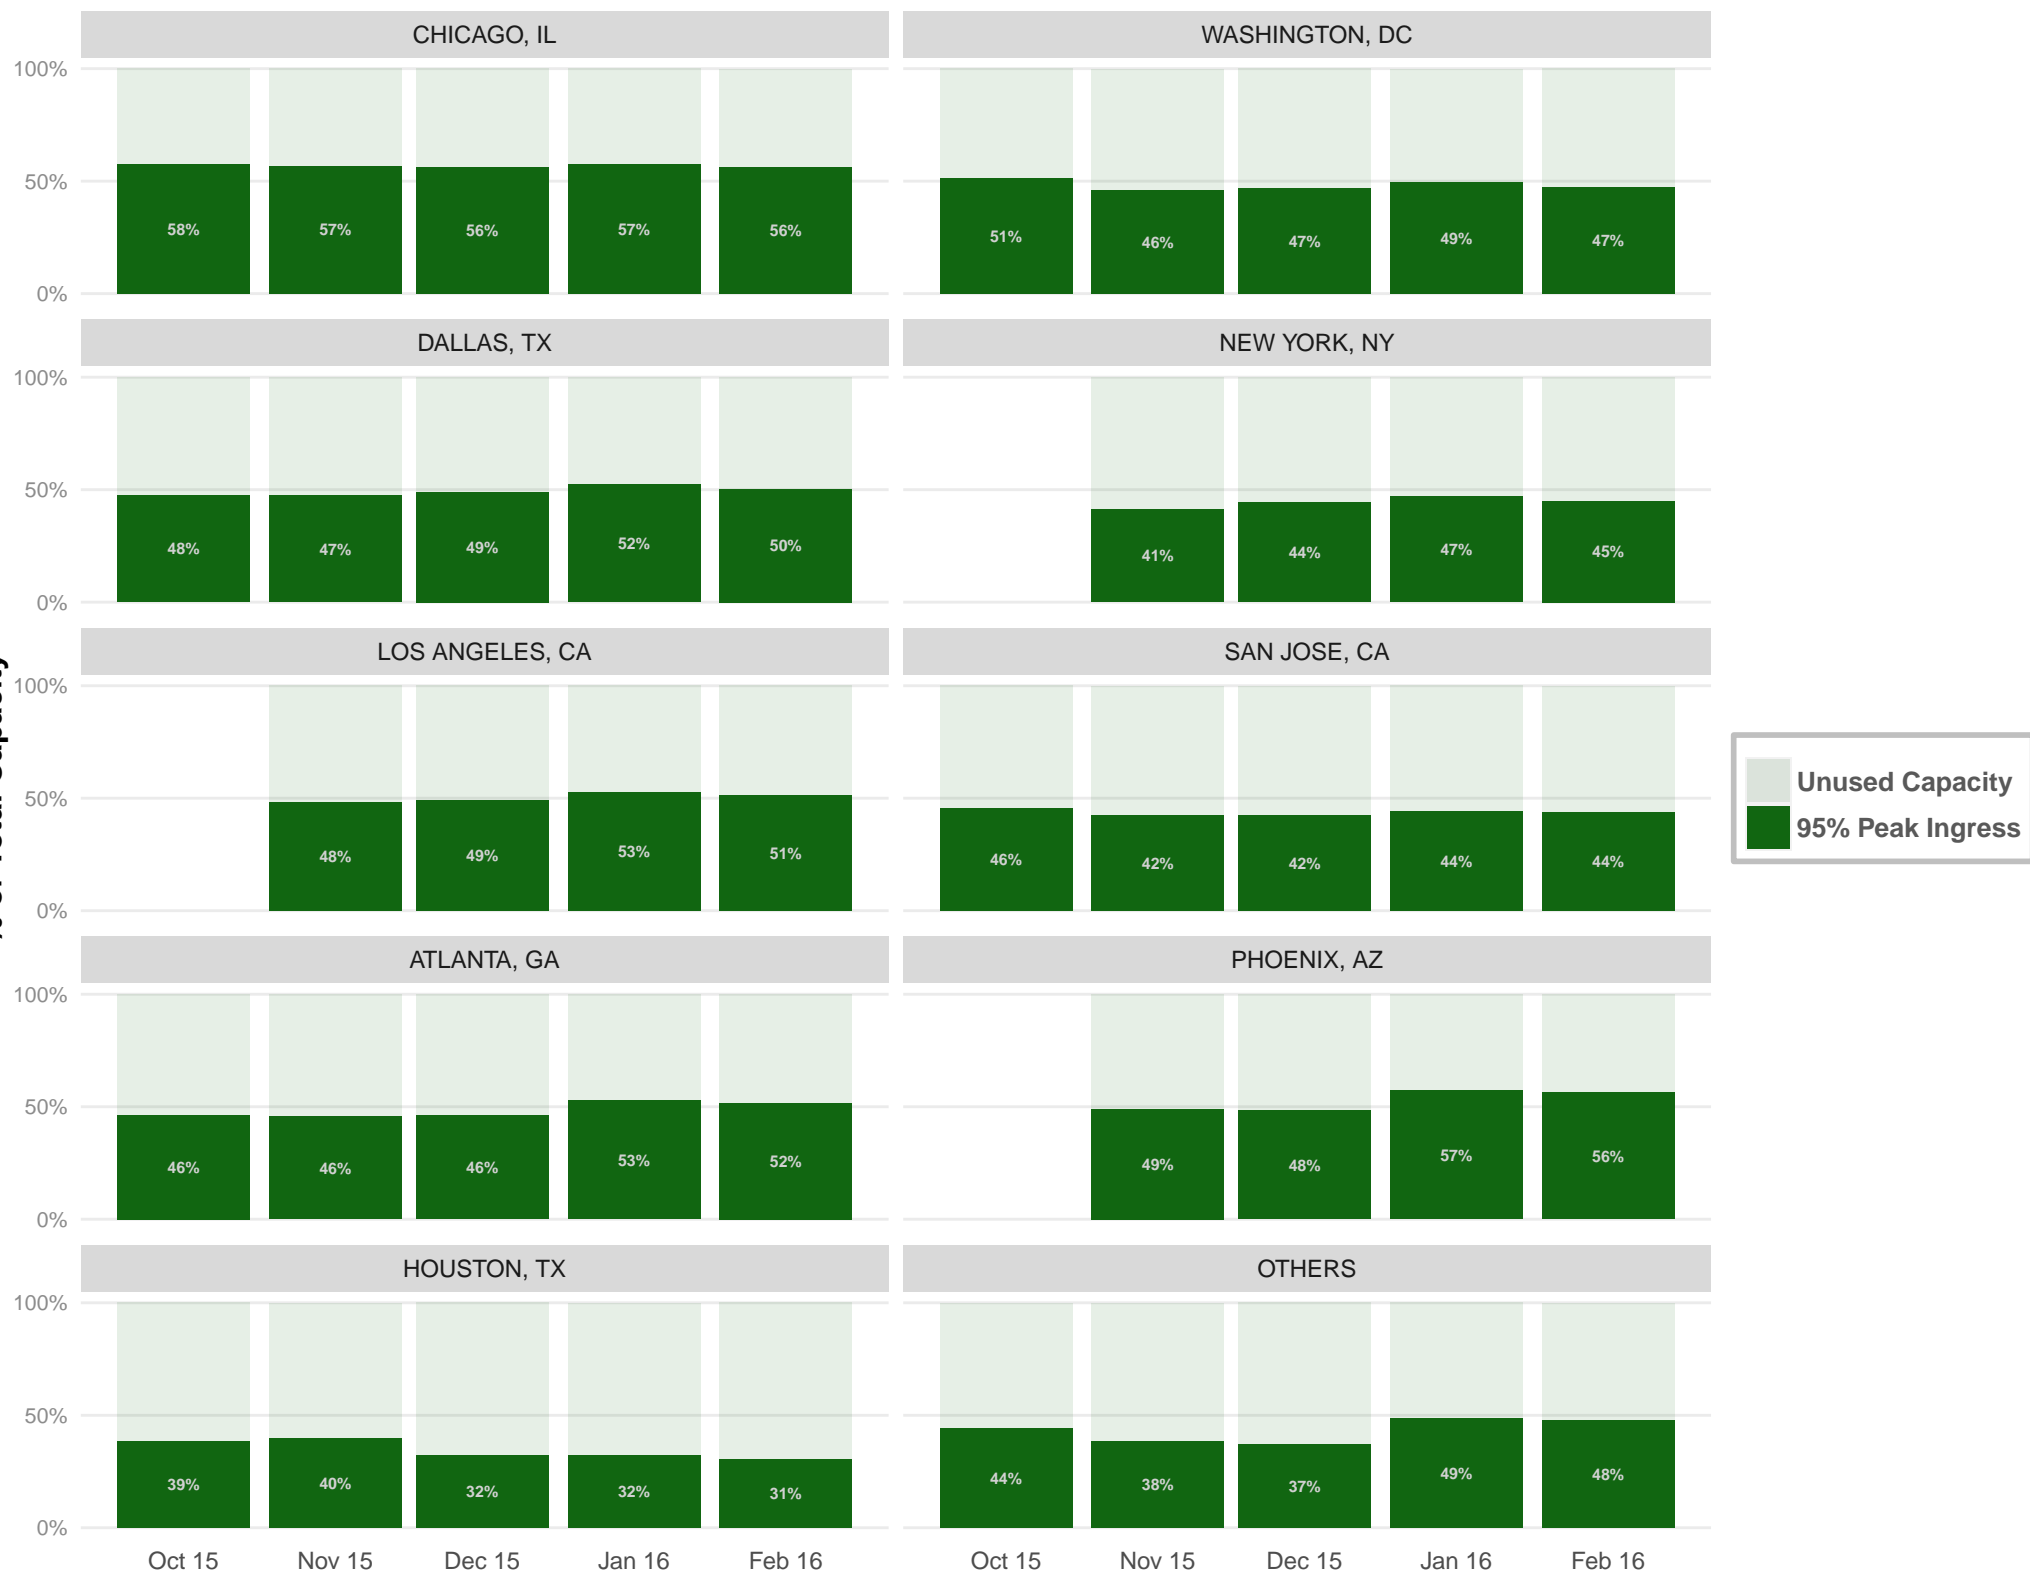 CHICAGO, IL
WASHINGTON, DC
100%
50%
0%
58% 57% 56% 57% 56%
51% 46% 47% 49% 47%
DALLAS, TX
NEW YORK, NY
100%
50%
0%
48% 47% 49% 52% 50%
41% 44% 47% 45%
LOS ANGELES, CA
SAN JOSE, CA
100%
50%
0%
48% 49% 53% 51%
46% 42% 42% 44% 44%
ATLANTA, GA
PHOENIX, AZ
100%
50%
0%
46% 46% 46% 53% 52%
49% 48% 57% 56%
HOUSTON, TX
OTHERS
100%
50%
0%
39% 40% 32% 32% 31%
44% 38% 37% 49% 48%
Oct 15 Nov 15 Dec 15 Jan 16 Feb 16
Oct 15 Nov 15 Dec 15 Jan 16 Feb 16
Unused Capacity
95% Peak Ingress